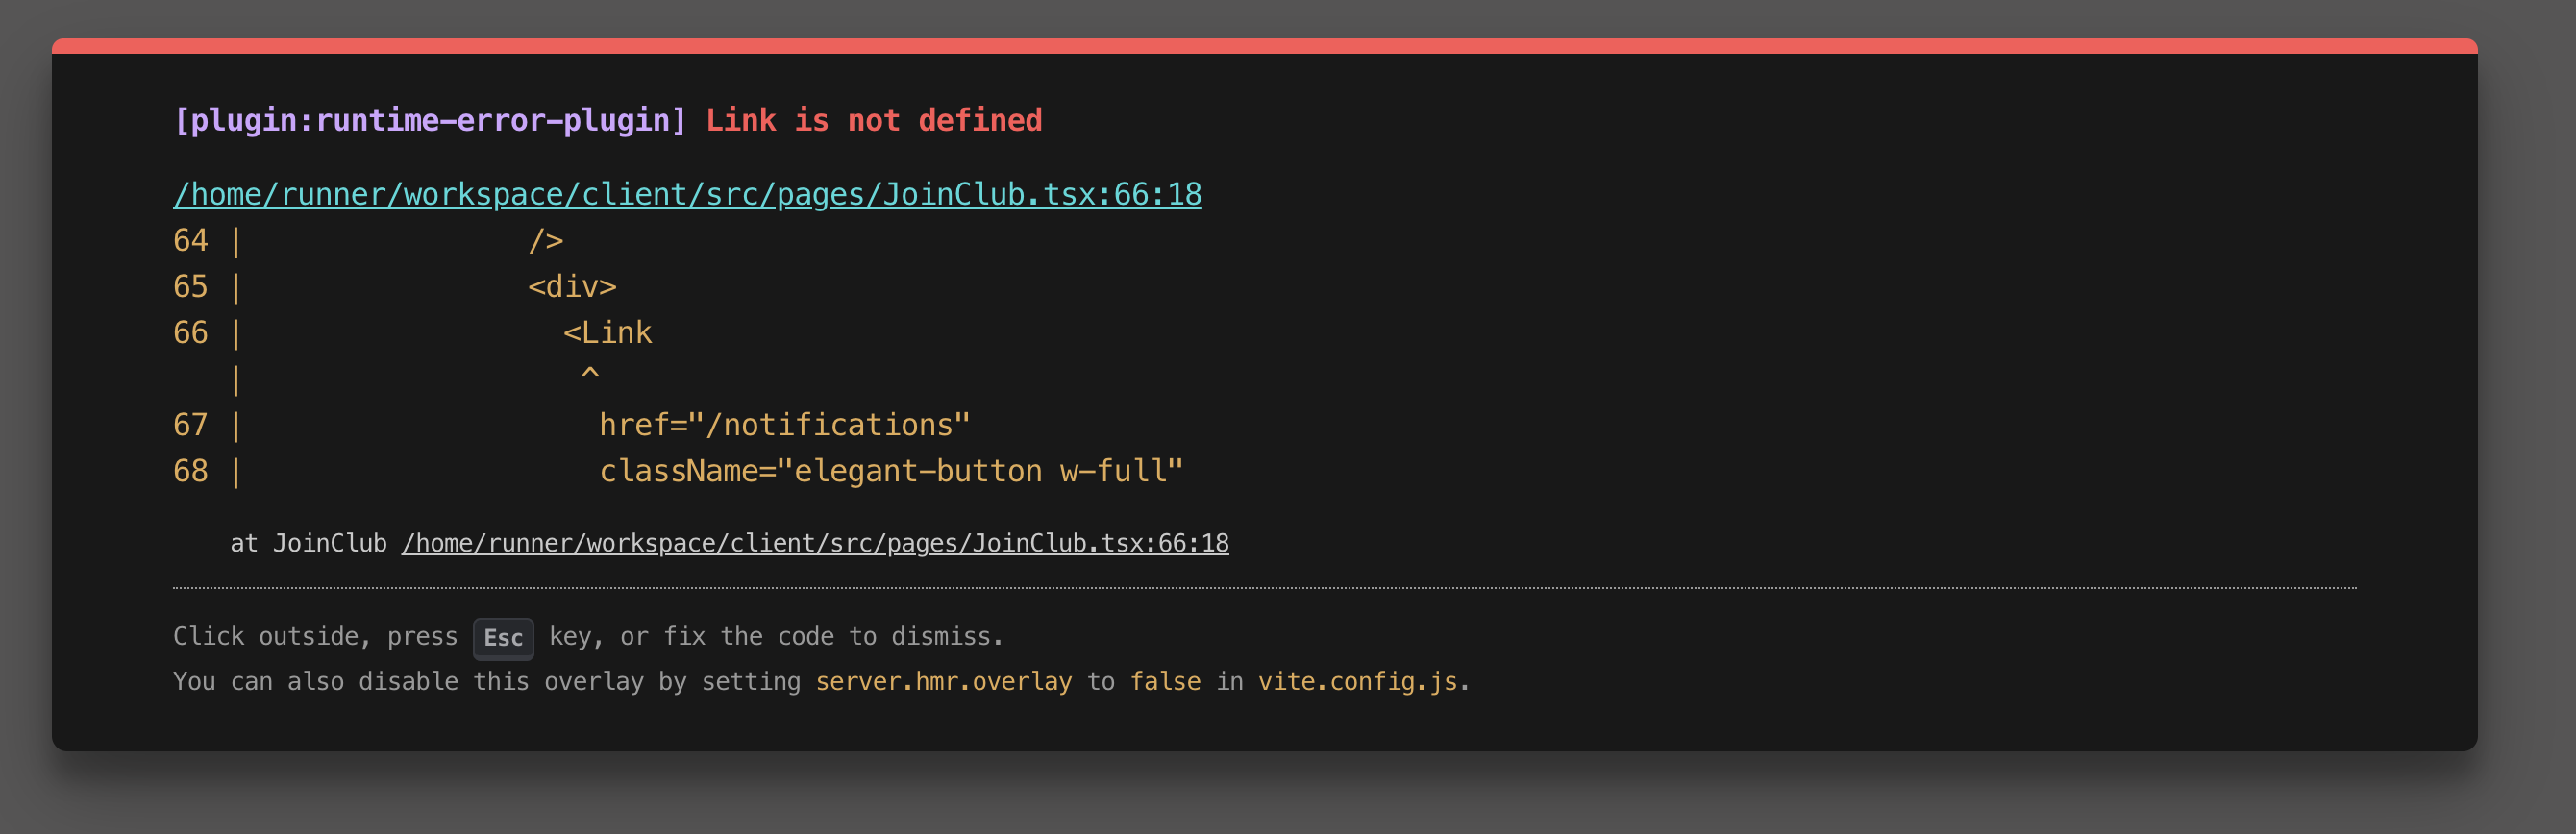 [plugin:runtime-error-plugin] Link is not defined
/home/runner/workspace/client/src/pages/JoinClub.tsx:66:18
64 |                />
65 |                <div>
66 |                  <Link
   |                   ^
67 |                    href="/notifications"
68 |                    className="elegant-button w-full"
at JoinClub /home/runner/workspace/client/src/pages/JoinClub.tsx:66:18
Click outside, press Esc key, or fix the code to dismiss.
You can also disable this overlay by setting server.hmr.overlay to false in vite.config.js.